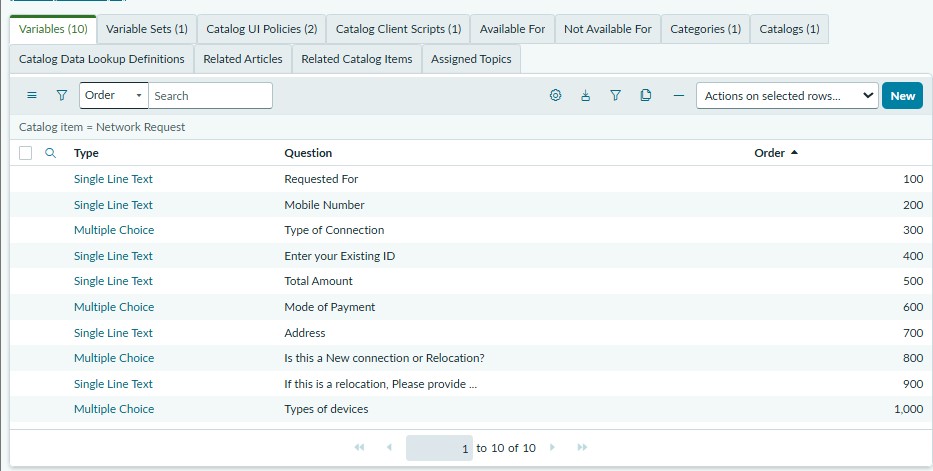 Variables (10) Variable Sets (1) Catalog UI Policies (2) Catalog Client Scripts (1) Available For Not Available For Categories (1) Catalogs (1)
Catalog Data Lookup Definitions Related Articles Related Catalog Items Assigned Topics
Order Search Actions on selected rows... New
Catalog item = Network Request
Type Question Order
Single Line Text Requested For 100
Single Line Text Mobile Number 200
Multiple Choice Type of Connection 300
Single Line Text Enter your Existing ID 400
Single Line Text Total Amount 500
Multiple Choice Mode of Payment 600
Single Line Text Address 700
Multiple Choice Is this a New connection or Relocation? 800
Single Line Text If this is a relocation, Please provide ... 900
Multiple Choice Types of devices 1,000
1 to 10 of 10